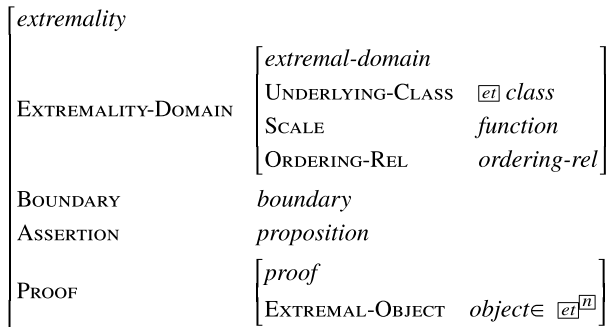 extremality
extremal-domain
EXTREMALITY-DOMAIN UNDERLYING-CLASS et class
SCALE function
ORDERING-REL ordering-rel
BOUNDARY boundary
ASSERTION proposition
PROOF proof
EXTREMAL-OBJECT object∈ et n